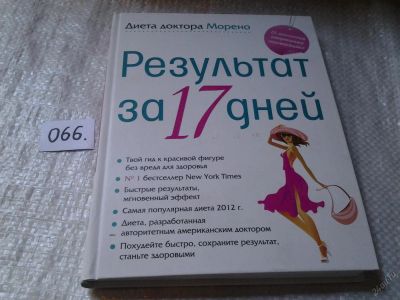 Диета доктора Морено
Результат
за 17 дней
066.
• Твой гид к красивой фигуре
без вреда для здоровья
• № 1 бестселлер New York Times
• Быстрые результаты,
мгновенный эффект
• Самая популярная диета 2012 г.
• Диета, разработанная
авторитетным американским доктором
• Похудейте быстро, сохраните результат,
станьте здоровыми